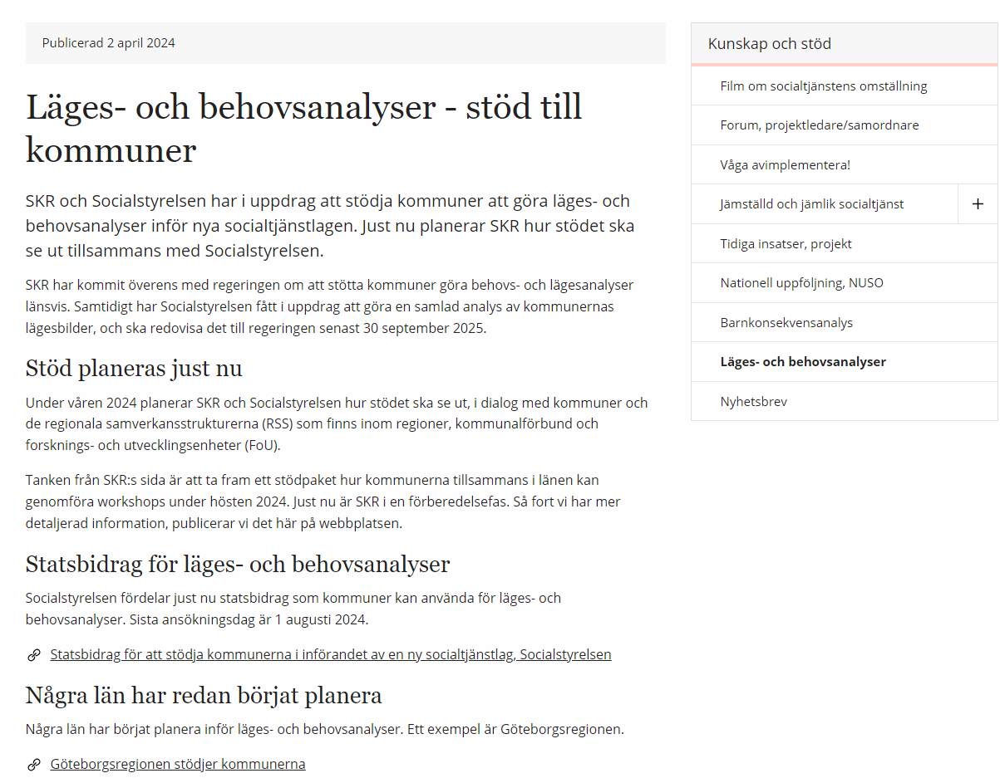 Publicerad 2 april 2024
Läges- och behovsanalyser - stöd till
kommuner
SKR och Socialstyrelsen har i uppdrag att stödja kommuner att göra läges- och
behovsanalyser inför nya socialtjänstlagen. Just nu planerar SKR hur stödet ska
se ut tillsammans med Socialstyrelsen.
SKR har kommit överens med regeringen om att stötta kommuner göra behovs- och lägesanalyser
länsvis. Samtidigt har Socialstyrelsen fått i uppdrag att göra en samlad analys av kommunernas
lägesbilder, och ska redovisa det till regeringen senast 30 september 2025.
Stöd planeras just nu
Under våren 2024 planerar SKR och Socialstyrelsen hur stödet ska se ut, i dialog med kommuner och
de regionala samverkansstrukturerna (RSS) som finns inom regioner, kommunalförbund och
forsknings- och utvecklingsenheter (FoU).
Tanken från SKR:s sida är att ta fram ett stödpaket hur kommunerna tillsammans i länen kan
genomföra workshops under hösten 2024. Just nu är SKR i en förberedelsefas. Så fort vi har mer
detaljerad information, publicerar vi det här på webbplatsen.
Statsbidrag för läges- och behovsanalyser
Socialstyrelsen fördelar just nu statsbidrag som kommuner kan använda för läges- och
behovsanalyser. Sista ansökningsdag är 1 augusti 2024.
Statsbidrag för att stödja kommunerna i införandet av en ny socialtjänstlag, Socialstyrelsen
Några län har redan börjat planera
Några län har börjat planera inför läges- och behovsanalyser. Ett exempel är Göteborgsregionen.
Göteborgsregionen stödjer kommunerna
Kunskap och stöd
Film om socialtjänstens omställning
Forum, projektledare/samordnare
Våga avimplementera!
Jämställd och jämlik socialtjänst
Tidiga insatser, projekt
Nationell uppföljning, NUSO
Barnkonsekvensanalys
Läges- och behovsanalyser
Nyhetsbrev